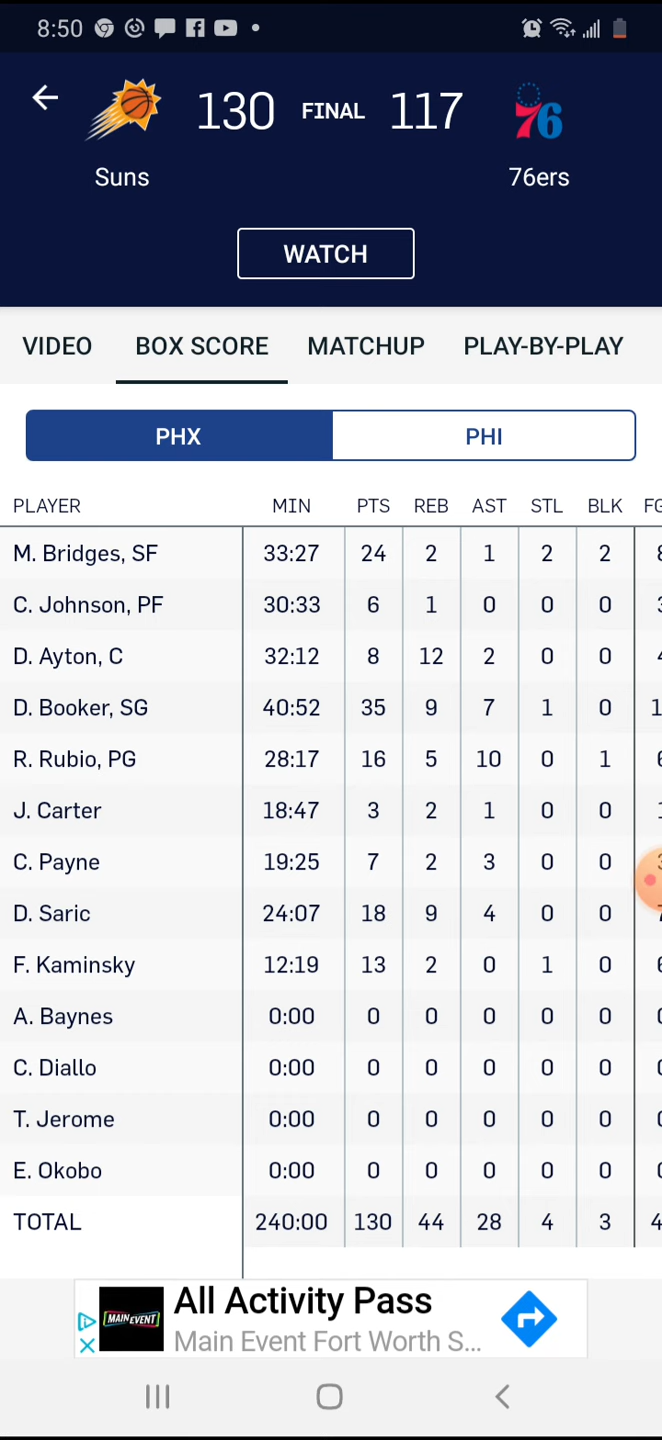 8:50
130 FINAL 117
76
Suns 76ers
WATCH
VIDEO BOX SCORE MATCHUP PLAY-BY-PLAY
PHX PHI
PLAYER MIN PTS REB AST STL BLK FG
M. Bridges, SF 33:27 24 2 1 2 2
C. Johnson, PF 30:33 6 1 0 0 0
D. Ayton, C 32:12 8 12 2 0 0
D. Booker, SG 40:52 35 9 7 1 0
R. Rubio, PG 28:17 16 5 10 0 1
J. Carter 18:47 3 2 1 0 0
C. Payne 19:25 7 2 3 0 0
D. Saric 24:07 18 9 4 0 0
F. Kaminsky 12:19 13 2 0 1 0
A. Baynes 0:00 0 0 0 0 0
C. Diallo 0:00 0 0 0 0 0
T. Jerome 0:00 0 0 0 0 0
E. Okobo 0:00 0 0 0 0 0
TOTAL 240:00 130 44 28 4 3
MAIN EVENT
All Activity Pass
Main Event Fort Worth S...